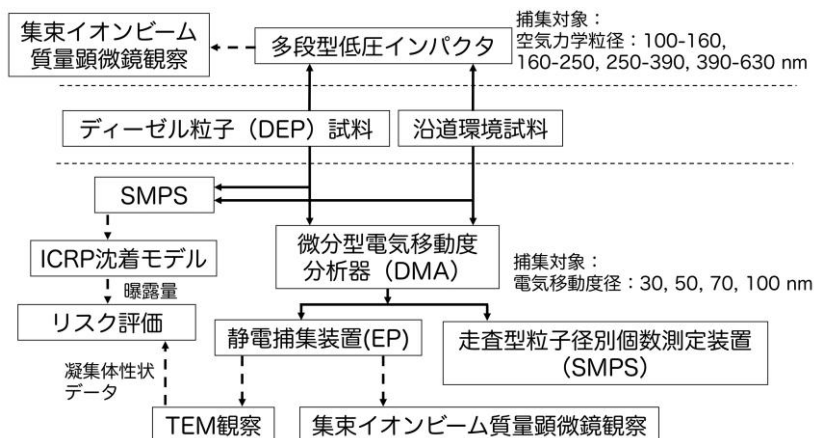 集束イオンビーム
質量顕微鏡観察
多段型低圧インパクタ
捕集対象：
空気力学粒径：100-160,
160-250, 250-390, 390-630 nm
ディーゼル粒子（DEP）試料
沿道環境試料
SMPS
ICRP沈着モデル
曝露量
リスク評価
微分型電気移動度
分析器（DMA）
捕集対象：
電気移動度径：30, 50, 70, 100 nm
静電捕集装置(EP)
走査型粒子径別個数測定装置
（SMPS）
凝集体性状
データ
TEM観察
集束イオンビーム質量顕微鏡観察